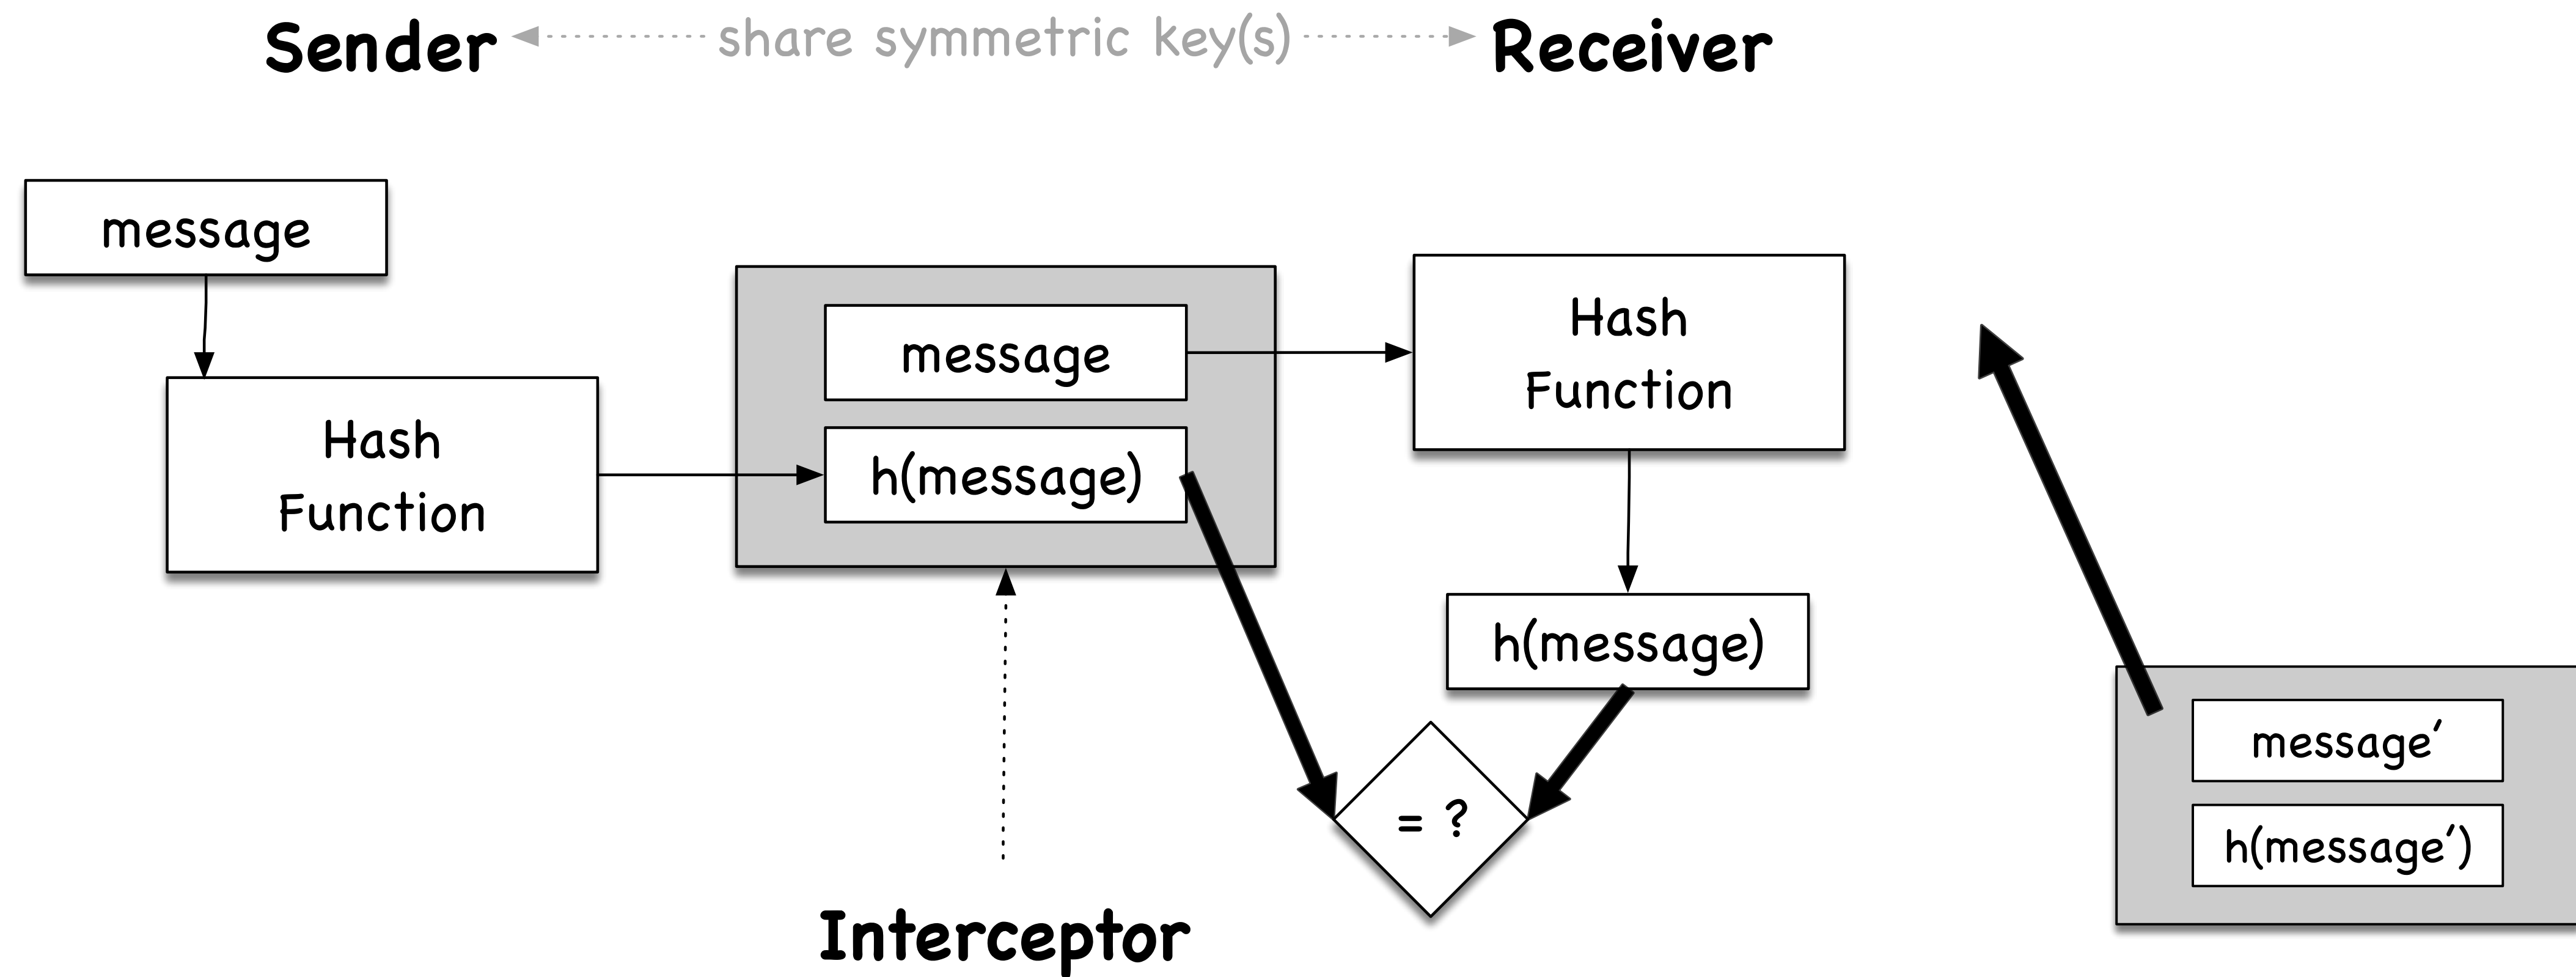 Sender share symmetric key(s) Receiver
message
Hash
Function
message
h(message)
Hash
Function
h(message)
= ?
Interceptor
message′
h(message′)